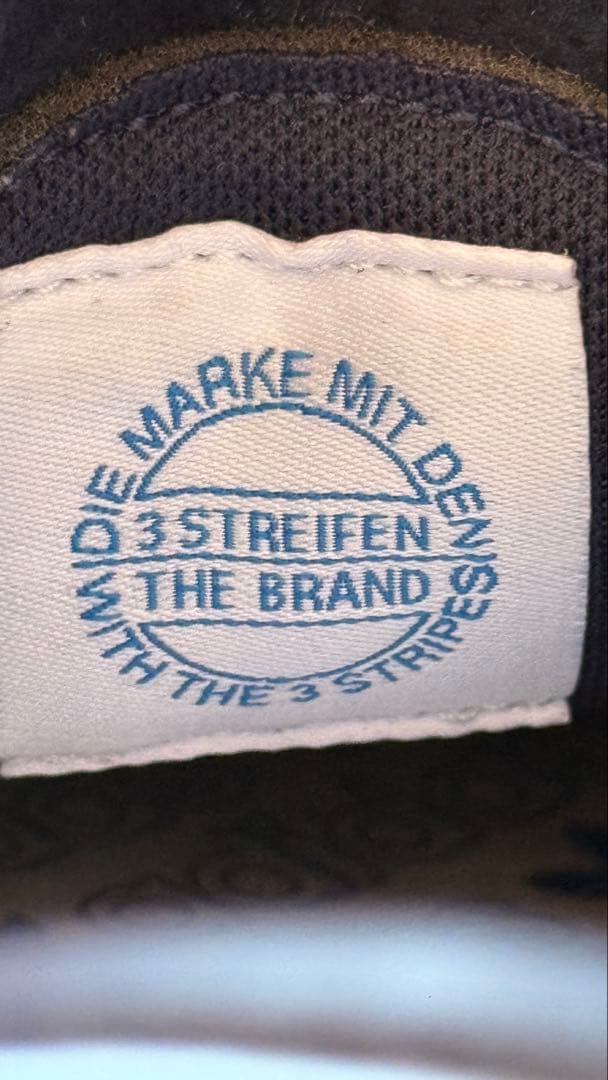 DIE MARKE MIT DEN
3 STREIFEN
THE BRAND
WITH THE 3 STRIPES